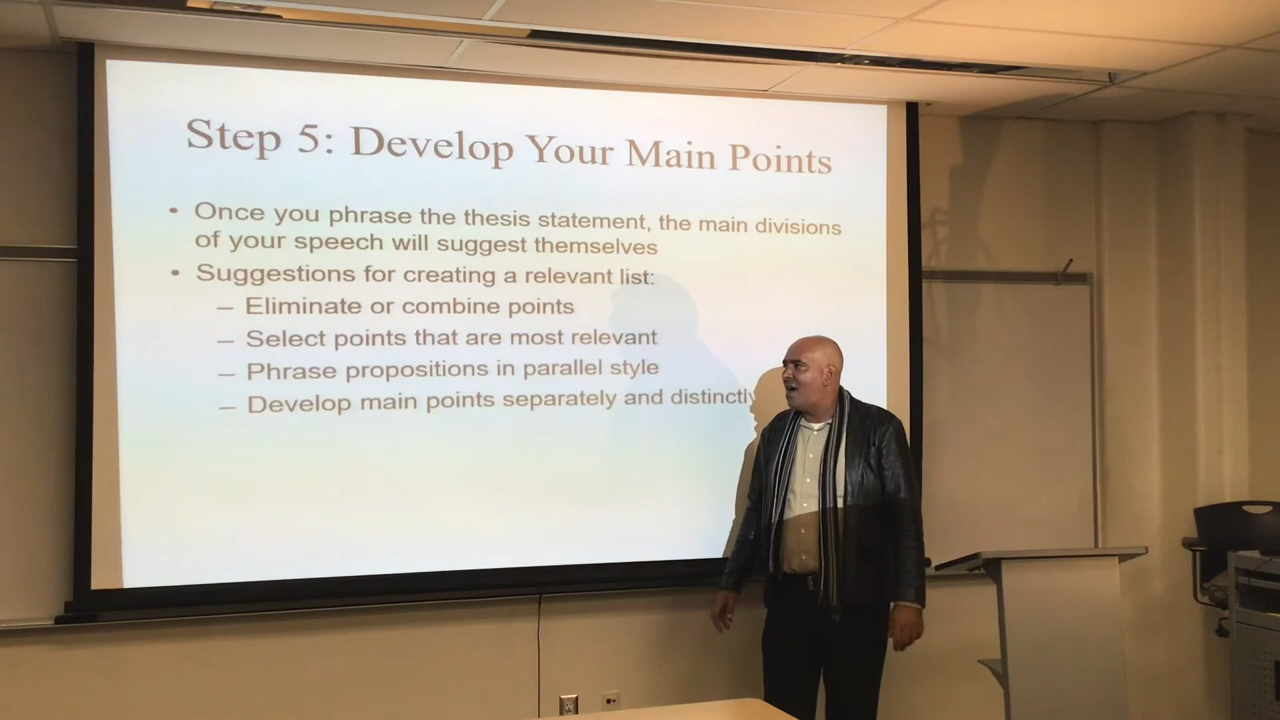 Step 5: Develop Your Main Points
• Once you phrase the thesis statement, the main divisions
of your speech will suggest themselves
• Suggestions for creating a relevant list:
– Eliminate or combine points
– Select points that are most relevant
– Phrase propositions in parallel style
– Develop main points separately and distinctly